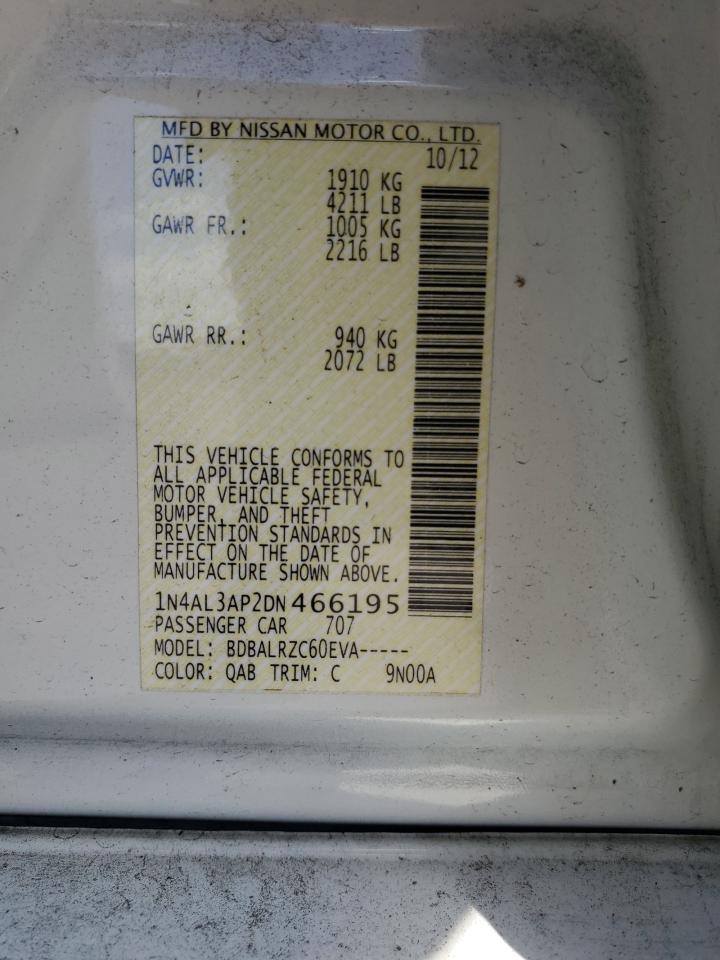 MFD BY NISSAN MOTOR CO., LTD.
DATE: 10/12
GVWR: 1910 KG
4211 LB
GAWR FR.: 1005 KG
2216 LB
GAWR RR.: 940 KG
2072 LB
THIS VEHICLE CONFORMS TO
ALL APPLICABLE FEDERAL
MOTOR VEHICLE SAFETY,
BUMPER, AND THEFT
PREVENTION STANDARDS IN
EFFECT ON THE DATE OF
MANUFACTURE SHOWN ABOVE.
1N4AL3AP2DN466195
PASSENGER CAR 707
MODEL: BDBALRZC60EVA-----
COLOR: QAB TRIM: C 9N00A